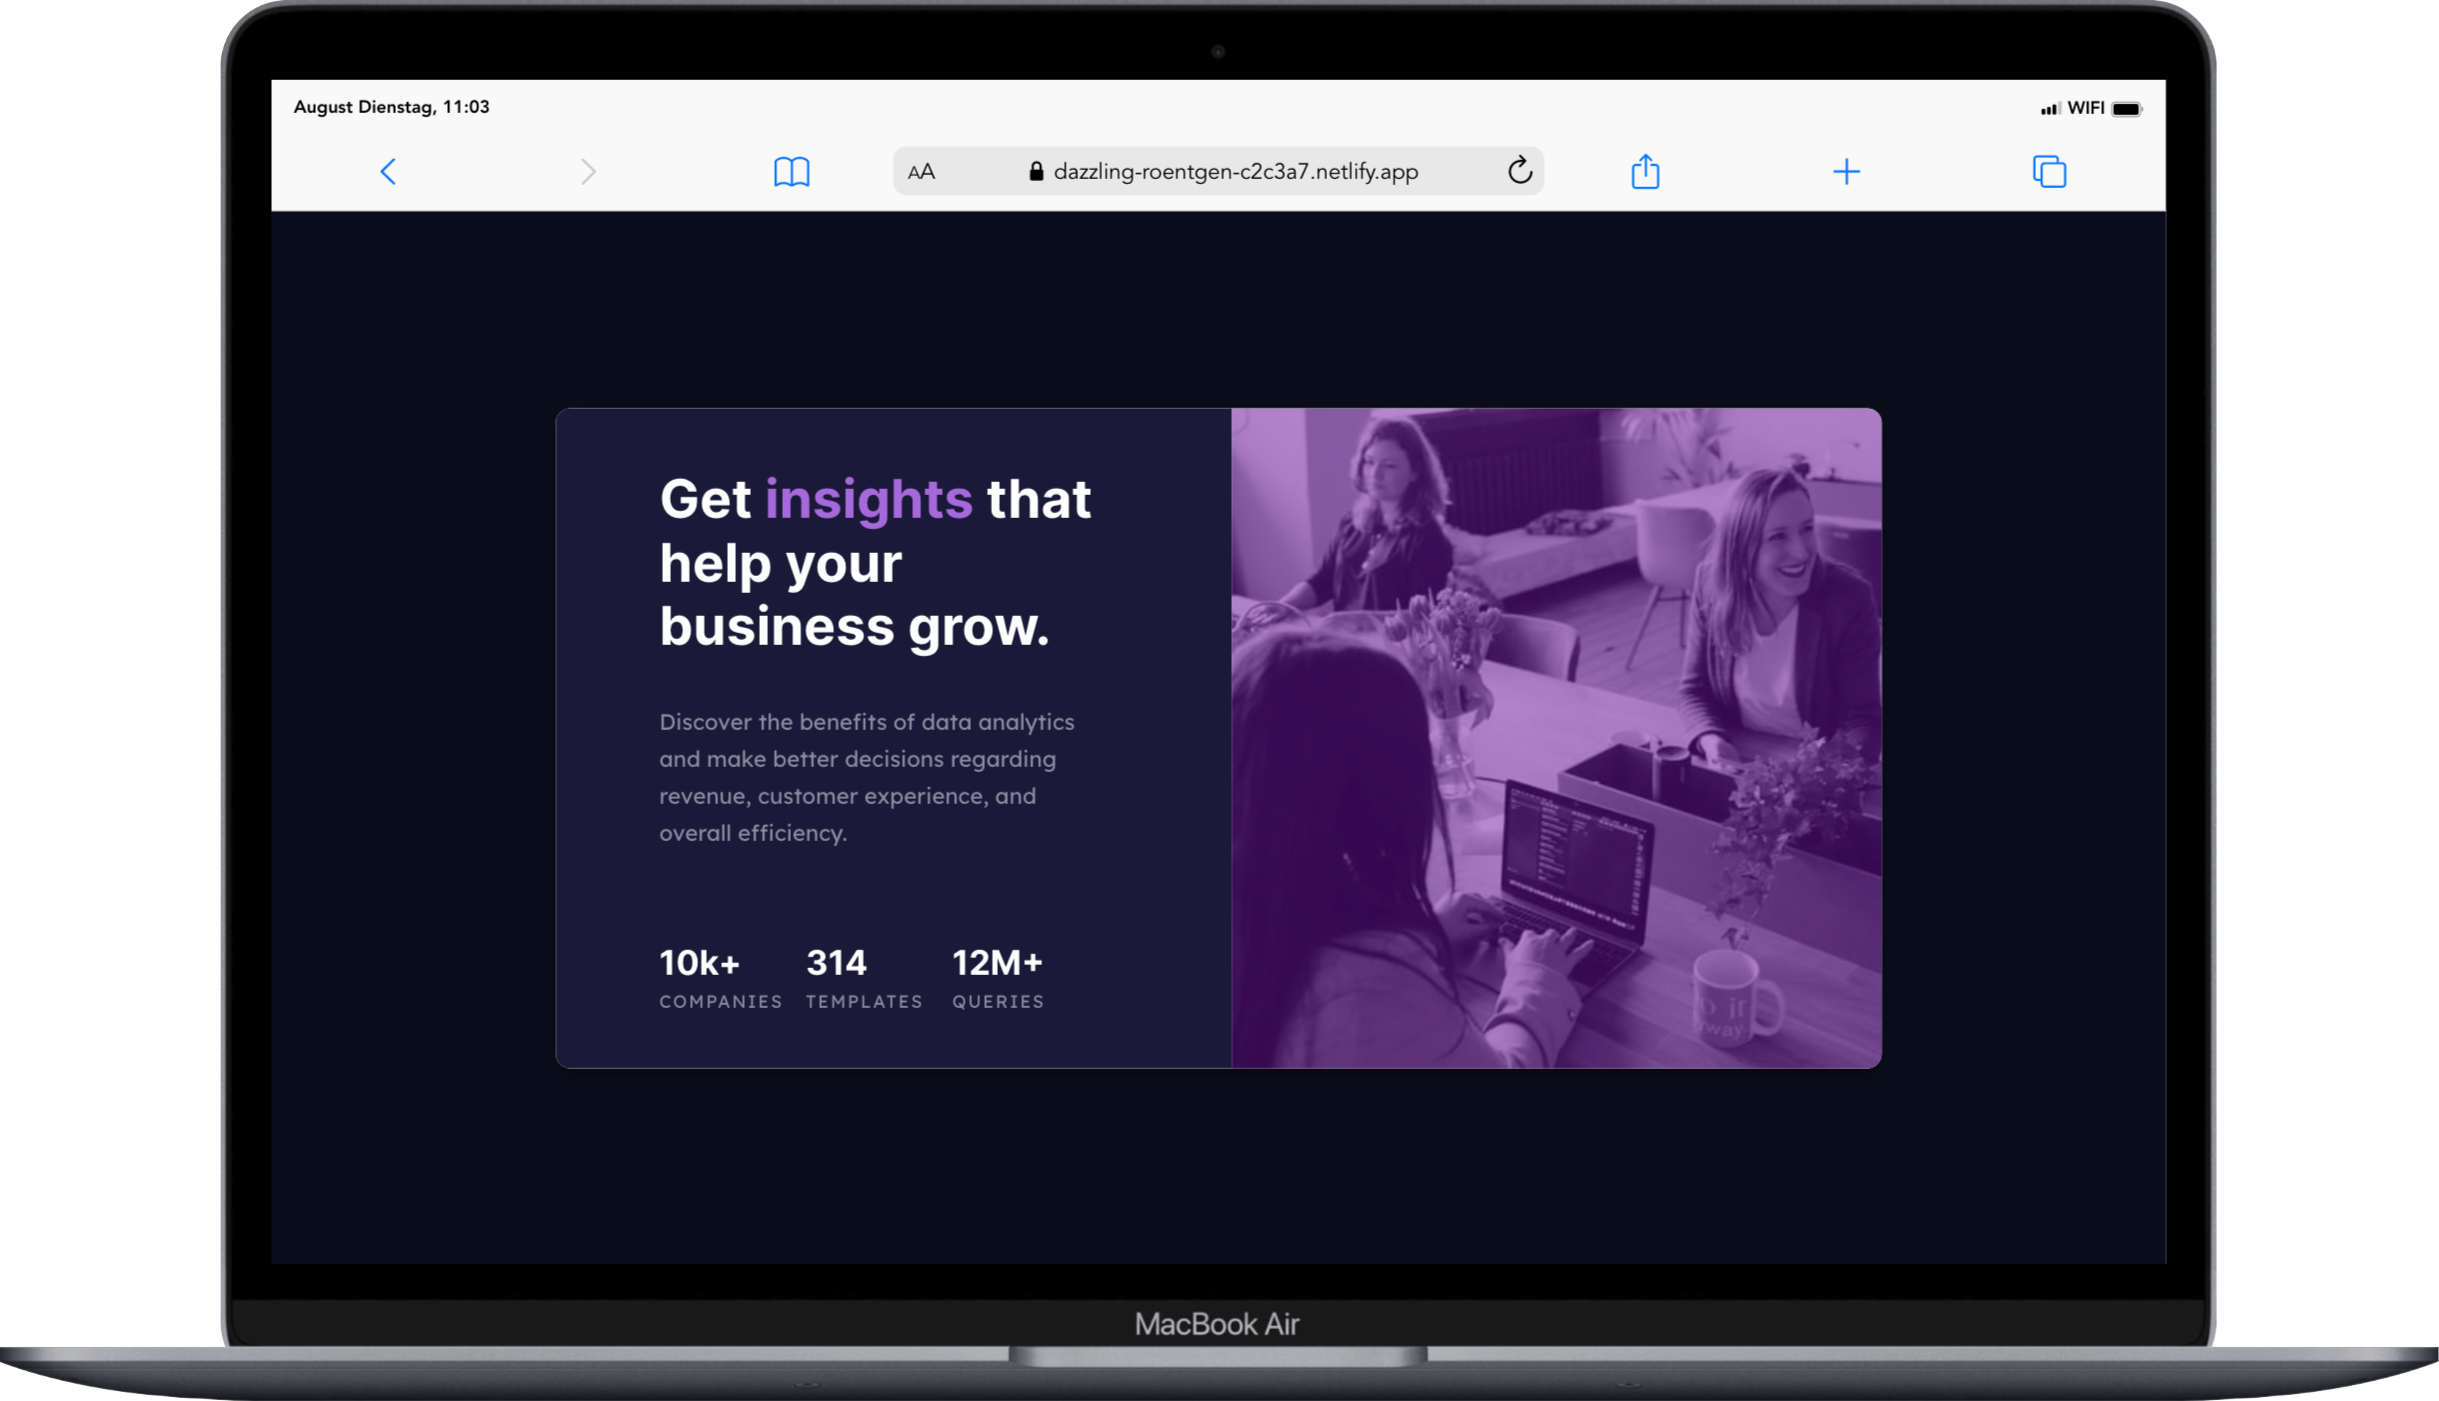 August Dienstag, 11:03
WIFI
AA
dazzling-roentgen-c2c3a7.netlify.app
Get insights that
help your
business grow.
Discover the benefits of data analytics
and make better decisions regarding
revenue, customer experience, and
overall efficiency.
10k+ 314 12M+
COMPANIES TEMPLATES QUERIES
it
way.
MacBook Air